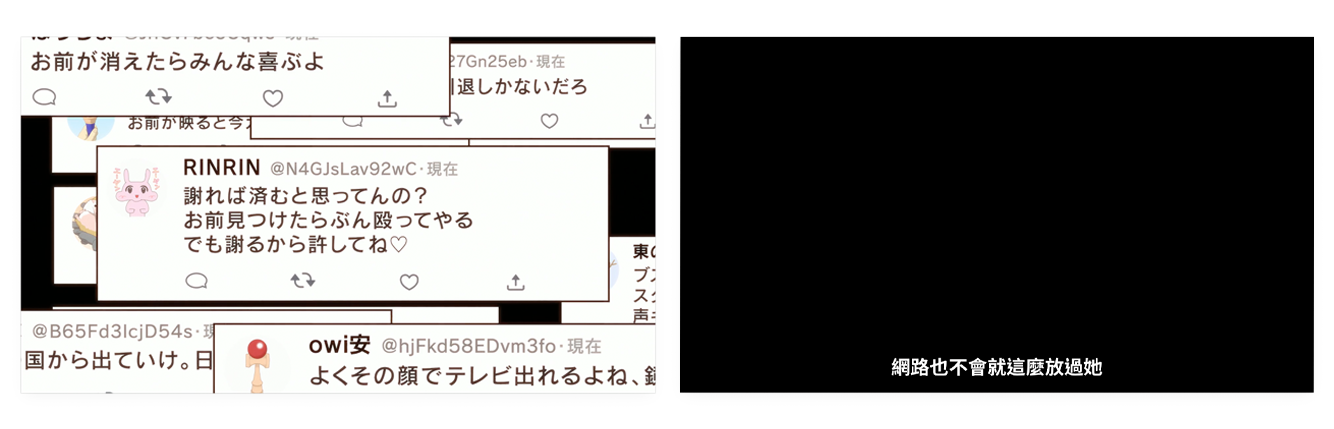 お前が消えたらみんな喜ぶよ
27Gn25eb·現在
退しかないだろ
お前が映ると今
RINRIN @N4GJsLav92wC·現在
謝れば済むと思ってんの？
お前見つけたらぶん殴ってやる
でも謝るから許してね♡
東の
ブス
声
@B65Fd3IcjD54s·現
国から出ていけ。日
owi安 @hjFkd58EDvm3fo·現在
よくその顔でテレビ出れるよね、鏡
網路也不會就這麼放過她